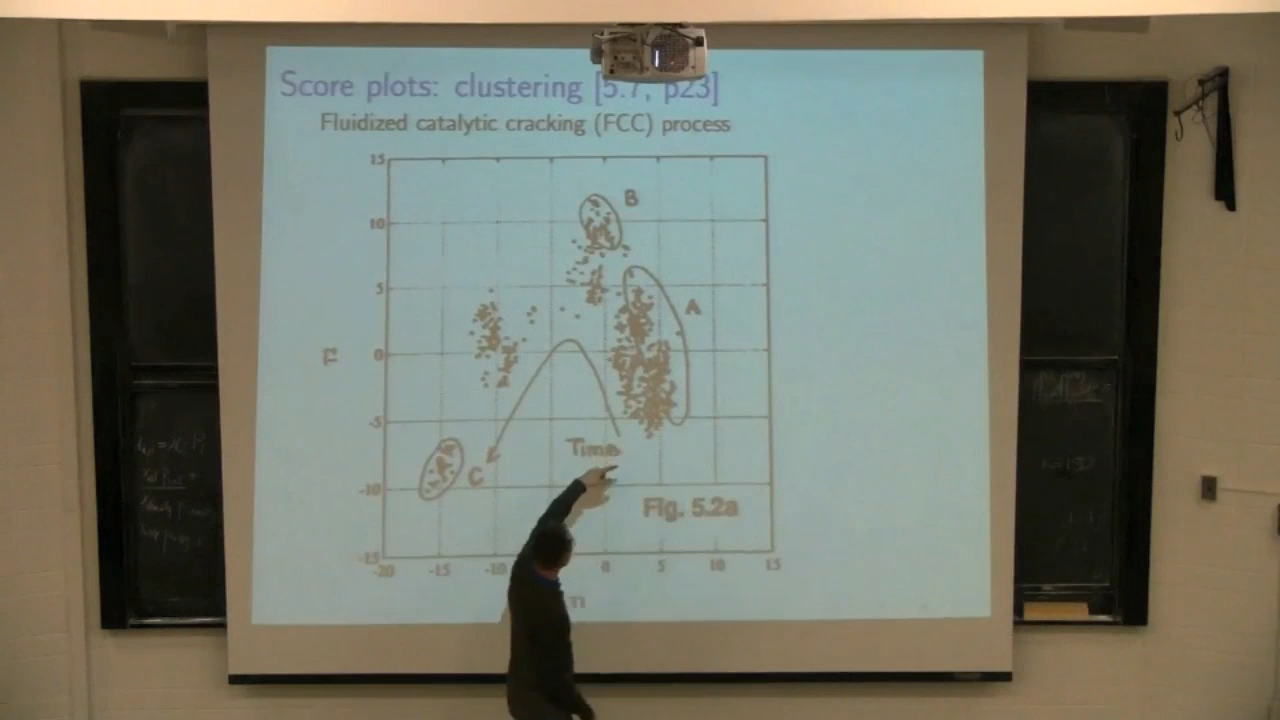 Score plots: clustering [5.7, p23]
Fluidized catalytic cracking (FCC) process
15
B
10
5
A
0
-5
Time
C
-10
Fig. 5.2a
-15
-20 -15 -10 0 5 10 15